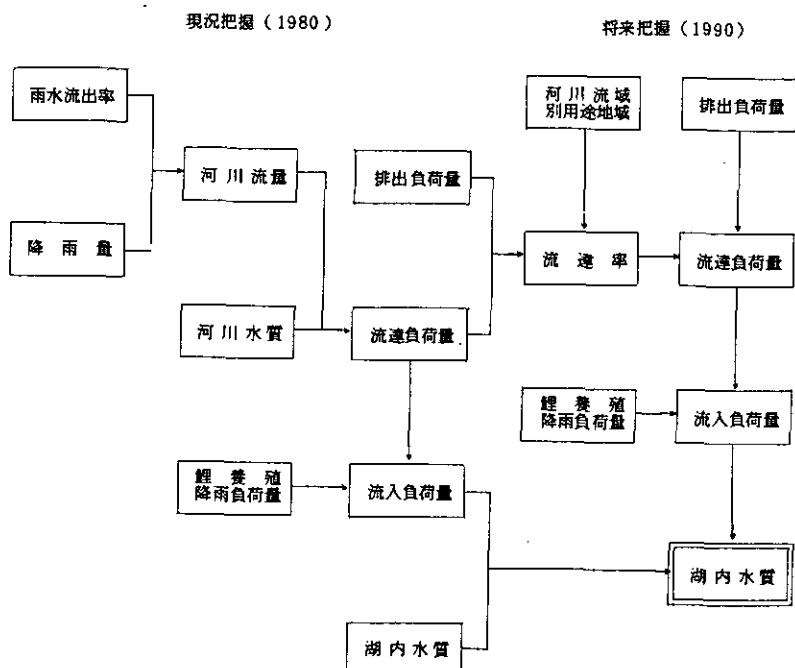 現況把握(1980)
将来把握(1990)
雨水流出率
河川流域
別用途地域
排出負荷量
河川流量
排出負荷量
降雨量
流達率
流達負荷量
河川水質
流達負荷量
鯉養殖
降雨負荷量
流入負荷量
鯉養殖
降雨負荷量
流入負荷量
湖内水質
湖内水質